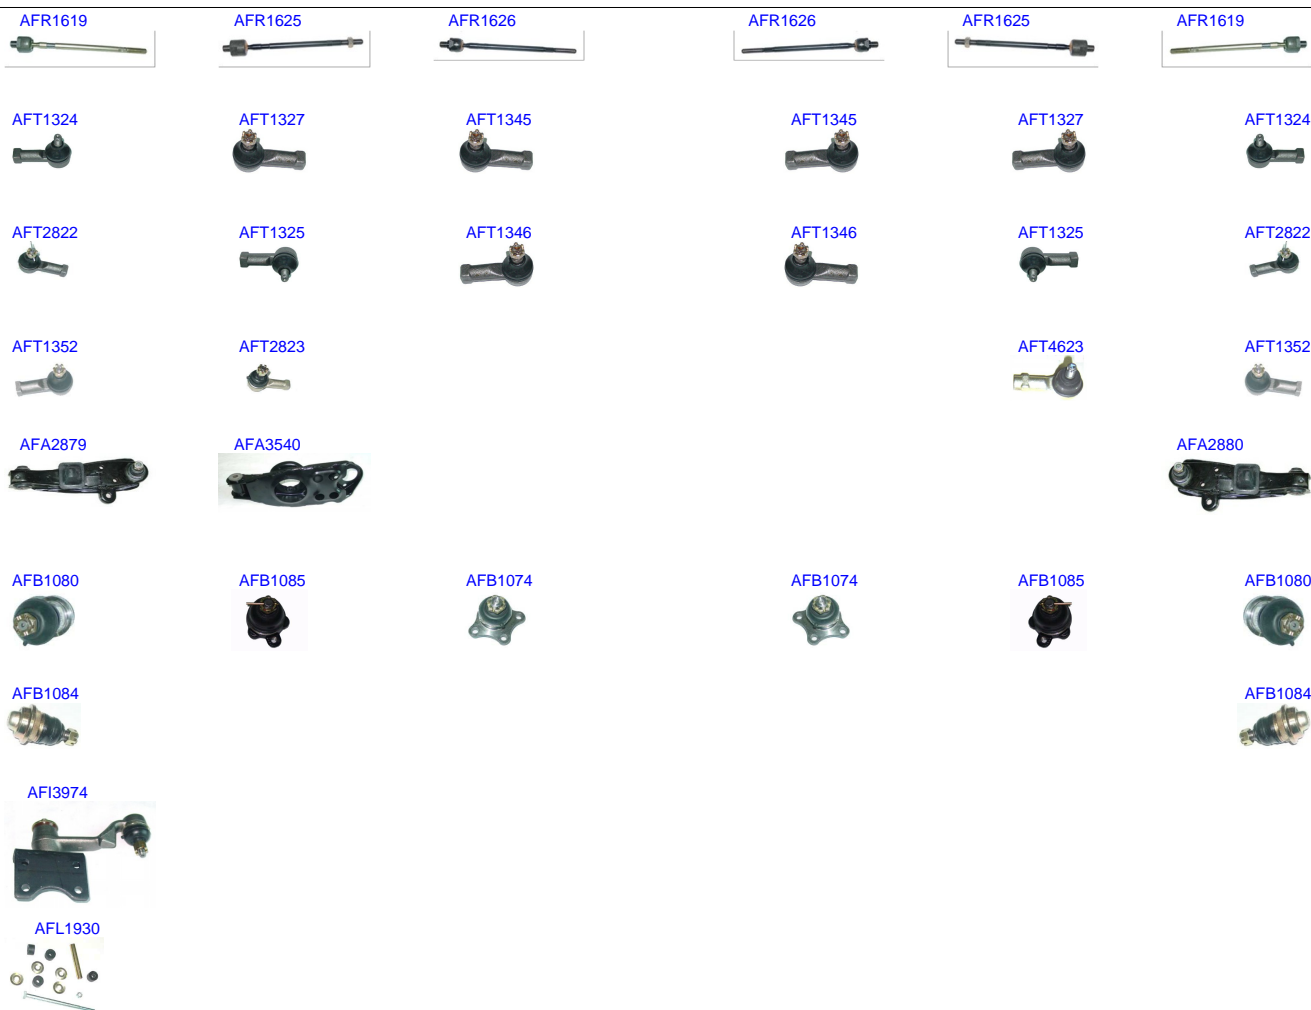 AFR1619 AFR1625 AFR1626 AFR1626 AFR1625 AFR1619
AFT1324 AFT1327 AFT1345 AFT1345 AFT1327 AFT1324
AFT2822 AFT1325 AFT1346 AFT1346 AFT1325 AFT2822
AFT1352 AFT2823 AFT4623 AFT1352
AFA2879 AFA3540 AFA2880
AFB1080 AFB1085 AFB1074 AFB1074 AFB1085 AFB1080
AFB1084 AFB1084
AFI3974
AFL1930